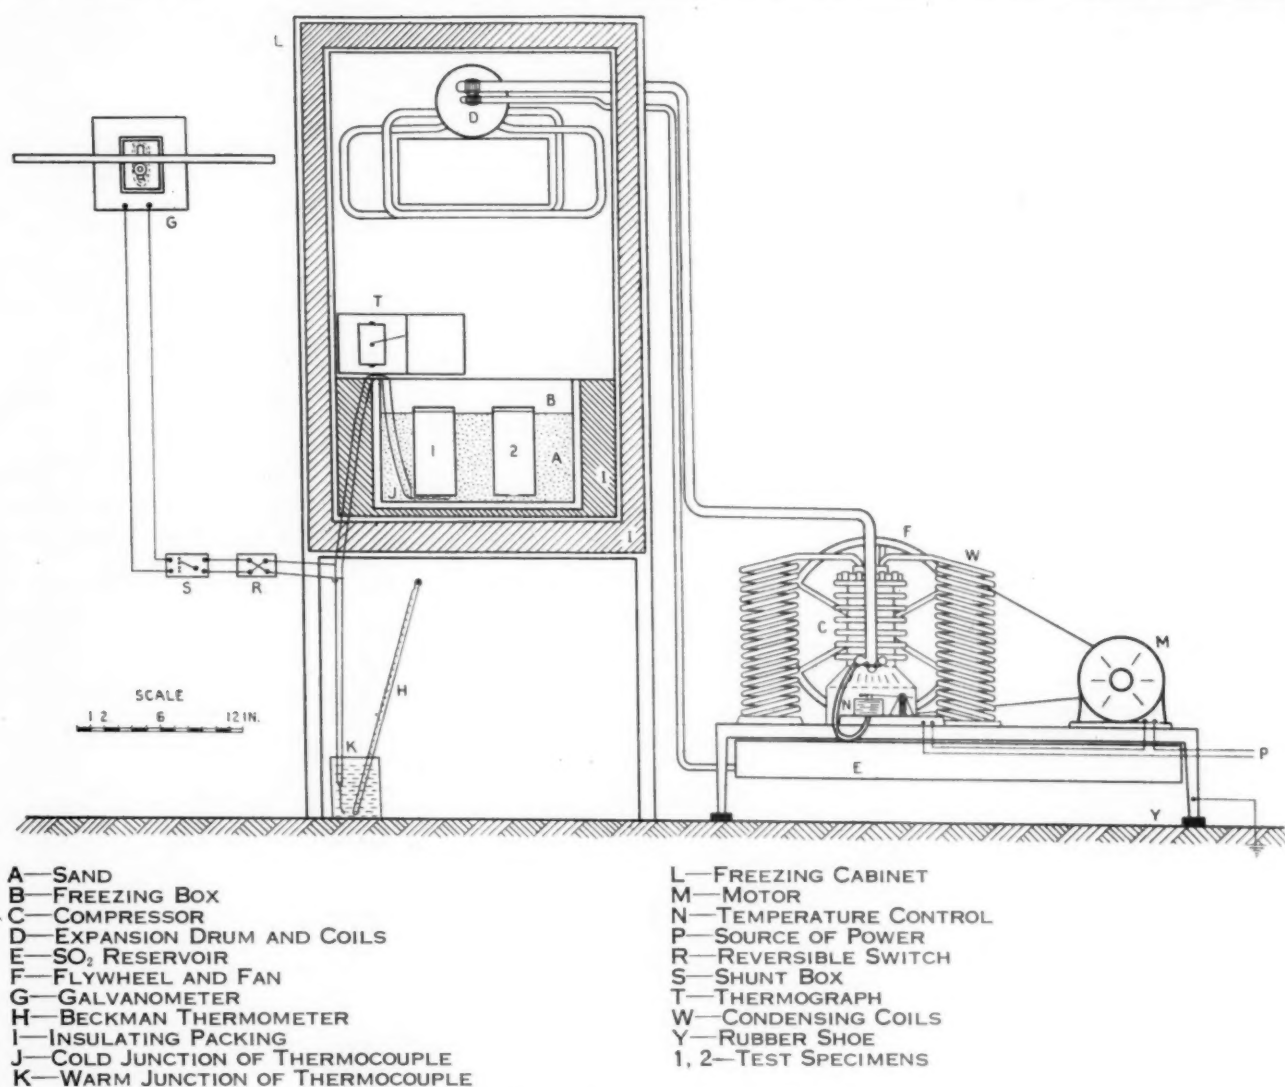 L
D
G
T
B
1
2
A
I
J
I
S
R
F
W
C
M
H
N
SCALE
1 2 6 12 IN.
K
E
P
Y
A—SAND
B—FREEZING BOX
C—COMPRESSOR
D—EXPANSION DRUM AND COILS
E—SO₂ RESERVOIR
F—FLYWHEEL AND FAN
G—GALVANOMETER
H—BECKMAN THERMOMETER
I—INSULATING PACKING
J—COLD JUNCTION OF THERMOCOUPLE
K—WARM JUNCTION OF THERMOCOUPLE
L—FREEZING CABINET
M—MOTOR
N—TEMPERATURE CONTROL
P—SOURCE OF POWER
R—REVERSIBLE SWITCH
S—SHUNT BOX
T—THERMOGRAPH
W—CONDENSING COILS
Y—RUBBER SHOE
1, 2—TEST SPECIMENS